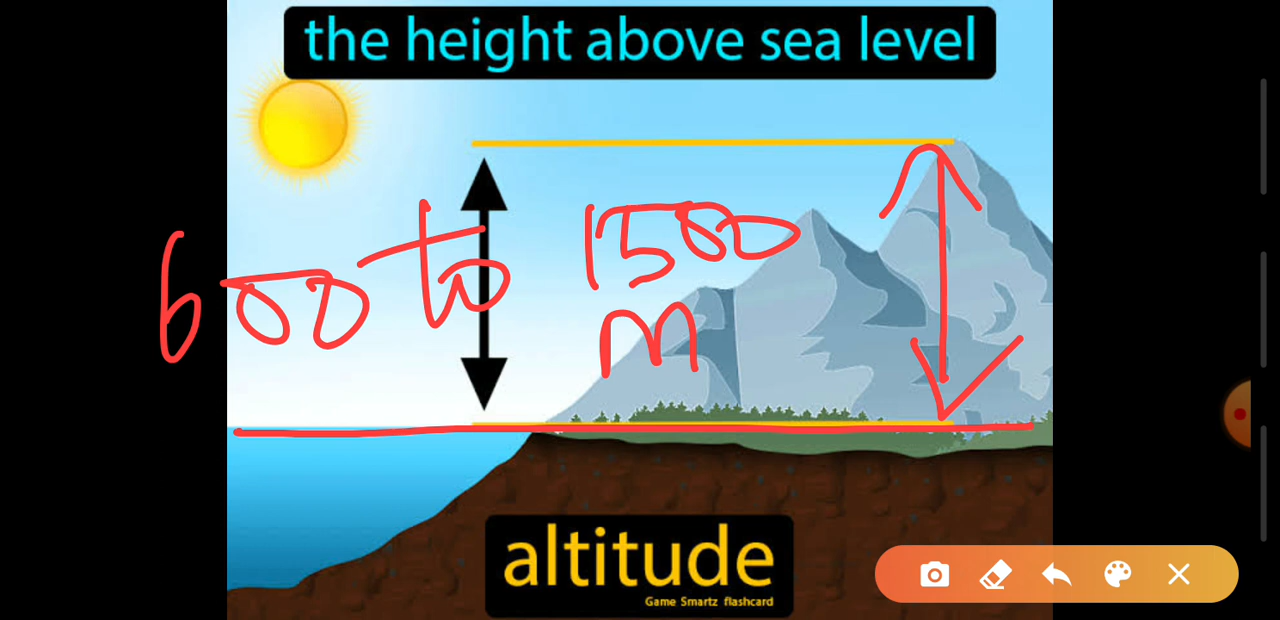 the height above sea level
600 to 1500
m
altitude
Game Smartz flashcard